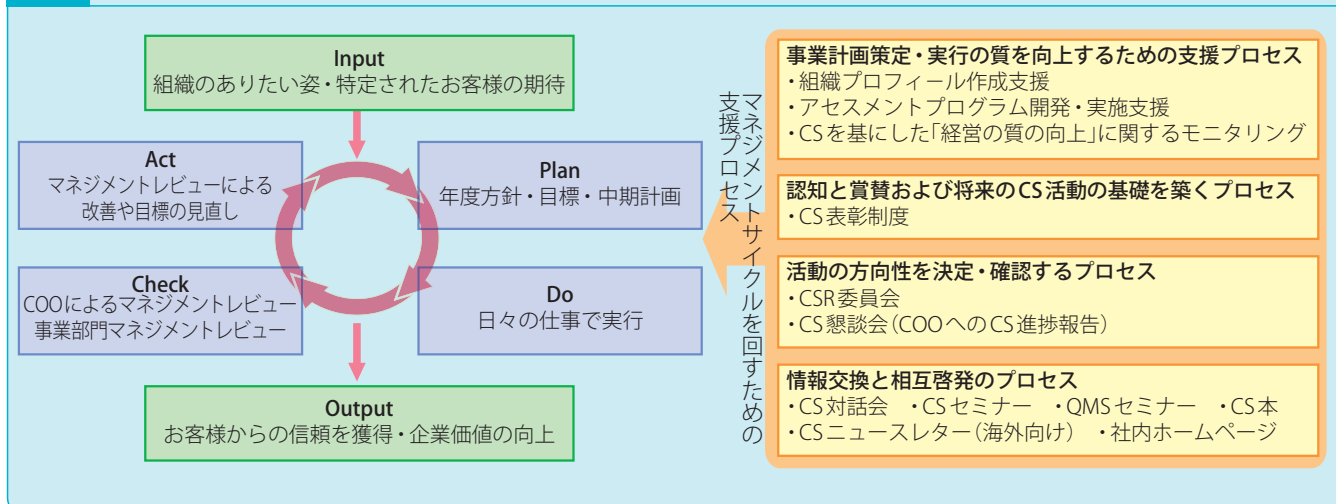 Input
組織のありたい姿・特定されたお客様の期待
Act
マネジメントレビューによる
改善や目標の見直し
Plan
年度方針・目標・中期計画
Check
COOによるマネジメントレビュー
事業部門マネジメントレビュー
Do
日々の仕事で実行
Output
お客様からの信頼を獲得・企業価値の向上
マネジメントサイクルを回すための
支援プロセス
事業計画策定・実行の質を向上するための支援プロセス
・組織プロフィール作成支援
・アセスメントプログラム開発・実施支援
・CSを基にした「経営の質の向上」に関するモニタリング
認知と賞賛および将来のCS活動の基礎を築くプロセス
・CS表彰制度
活動の方向性を決定・確認するプロセス
・CSR委員会
・CS懇談会(COOへのCS進捗報告)
情報交換と相互啓発のプロセス
・CS対話会 ・CSセミナー ・QMSセミナー ・CS本
・CSニュースレター(海外向け) ・社内ホームページ